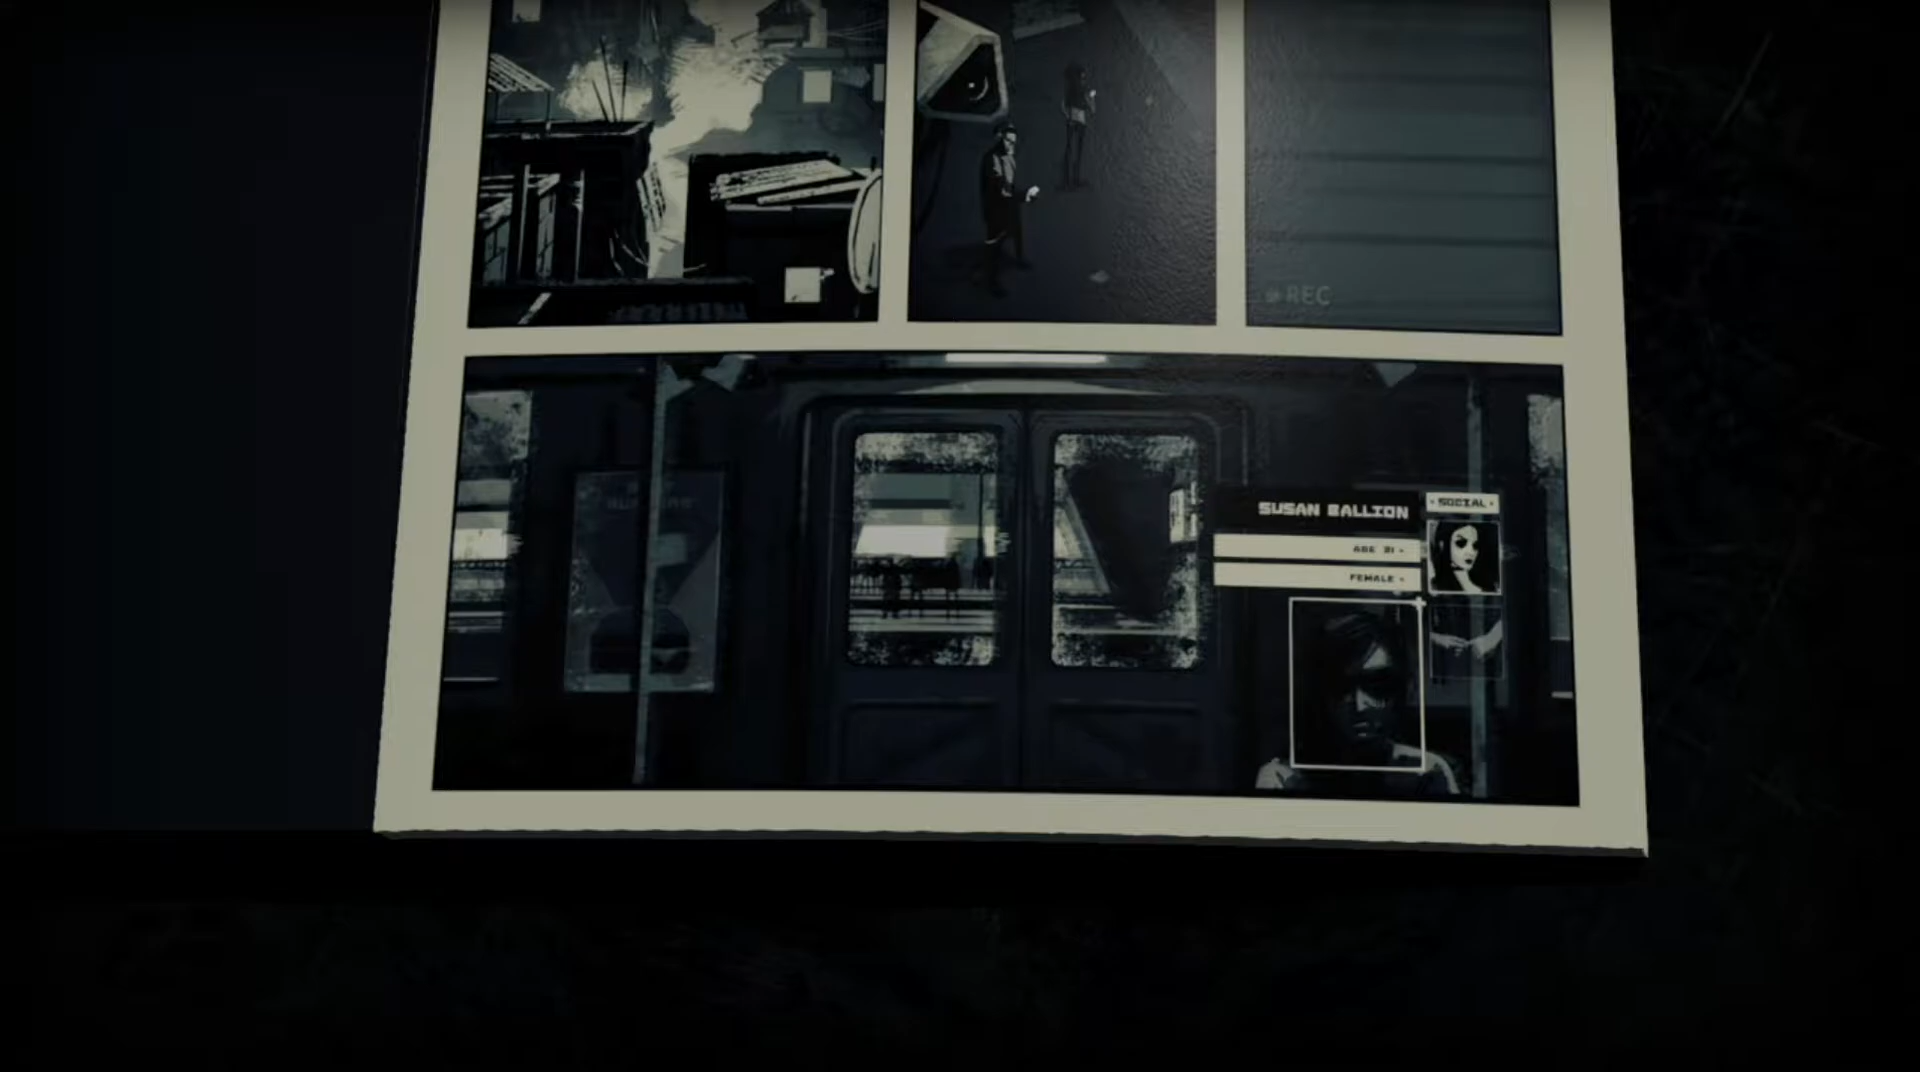 REC
SUSAN BALLION
SOCIAL
AGE 21
FEMALE